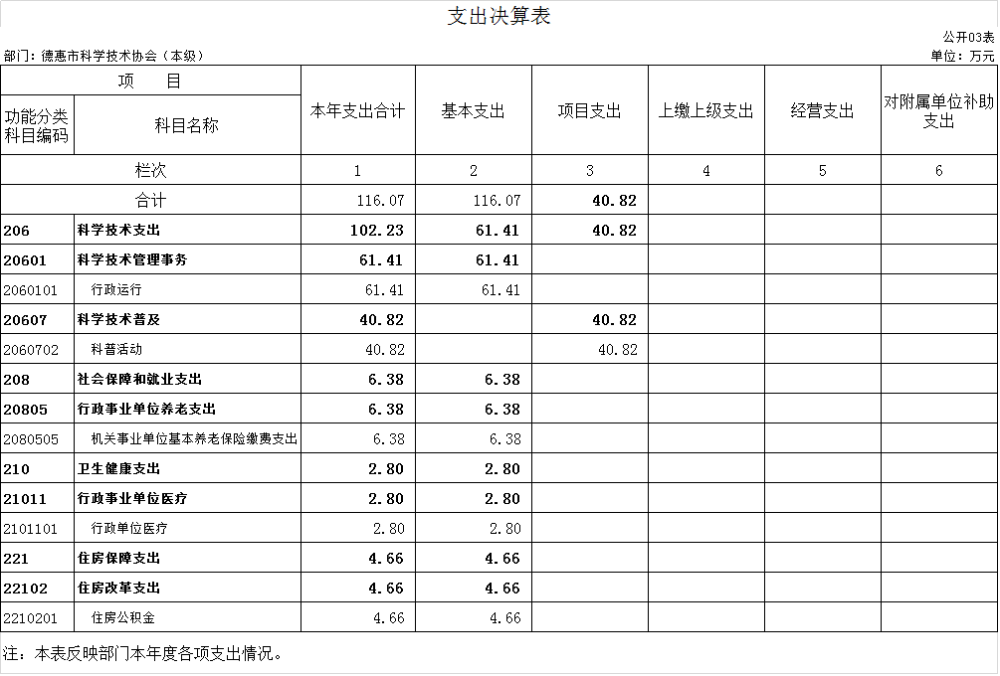 支出决算表
公开03表
部门：德惠市科学技术协会（本级） 单位：万元
项 目
功能分类科目编码 科目名称 本年支出合计 基本支出 项目支出 上缴上级支出 经营支出 对附属单位补助支出
栏次 1 2 3 4 5 6
合计 116.07 116.07 40.82
206 科学技术支出 102.23 61.41 40.82
20601 科学技术管理事务 61.41 61.41
2060101 行政运行 61.41 61.41
20607 科学技术普及 40.82 40.82
2060702 科普活动 40.82 40.82
208 社会保障和就业支出 6.38 6.38
20805 行政事业单位养老支出 6.38 6.38
2080505 机关事业单位基本养老保险缴费支出 6.38 6.38
210 卫生健康支出 2.80 2.80
21011 行政事业单位医疗 2.80 2.80
2101101 行政单位医疗 2.80 2.80
221 住房保障支出 4.66 4.66
22102 住房改革支出 4.66 4.66
2210201 住房公积金 4.66 4.66
注：本表反映部门本年度各项支出情况。